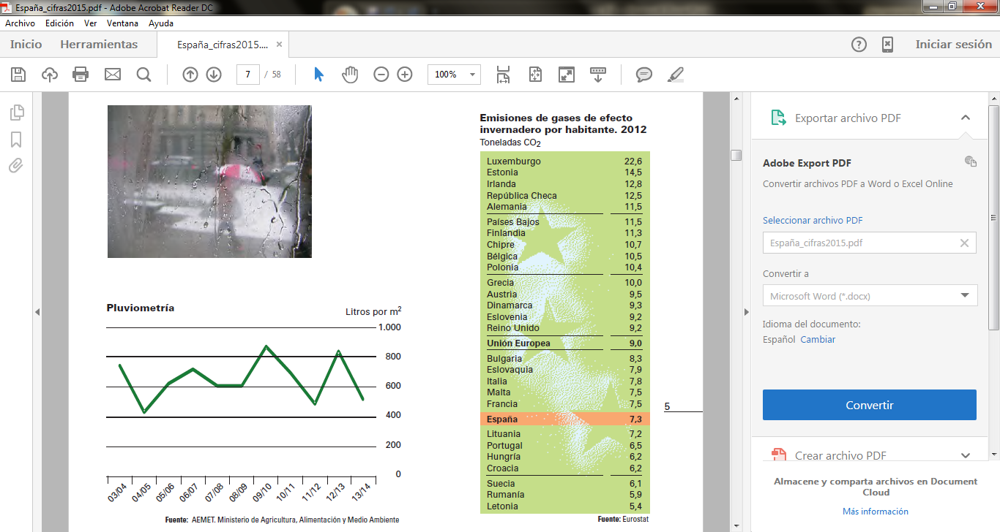 España_cifras2015.pdf - Adobe Acrobat Reader DC
Archivo Edición Ver Ventana Ayuda
Inicio Herramientas España_cifras2015.... × Iniciar sesión
7 / 58 100%
Emisiones de gases de efecto
invernadero por habitante. 2012
Toneladas CO2
Luxemburgo 22,6
Estonia 14,5
Irlanda 12,8
República Checa 12,5
Alemania 11,5
Países Bajos 11,5
Finlandia 11,3
Chipre 10,7
Bélgica 10,5
Polonia 10,4
Grecia 10,0
Austria 9,5
Dinamarca 9,3
Eslovenia 9,2
Reino Unido 9,2
Unión Europea 9,0
Bulgaria 8,3
Eslovaquia 7,9
Italia 7,8
Malta 7,5
Francia 7,5
España 7,3
Lituania 7,2
Portugal 6,5
Hungría 6,2
Croacia 6,2
Suecia 6,1
Rumanía 5,9
Letonia 5,4
Fuente: Eurostat
5
Pluviometría
Litros por m2
1.000
800
600
400
200
0
03/04 04/05 05/06 06/07 07/08 08/09 09/10 10/11 11/12 12/13 13/14
Fuente: AEMET. Ministerio de Agricultura, Alimentación y Medio Ambiente
Exportar archivo PDF
Adobe Export PDF
Convertir archivos PDF a Word o Excel Online
Seleccionar archivo PDF
España_cifras2015.pdf
Convertir a
Microsoft Word (*.docx)
Idioma del documento:
Español Cambiar
Convertir
Crear archivo PDF
Almacene y comparta archivos en Document
Cloud
Más información